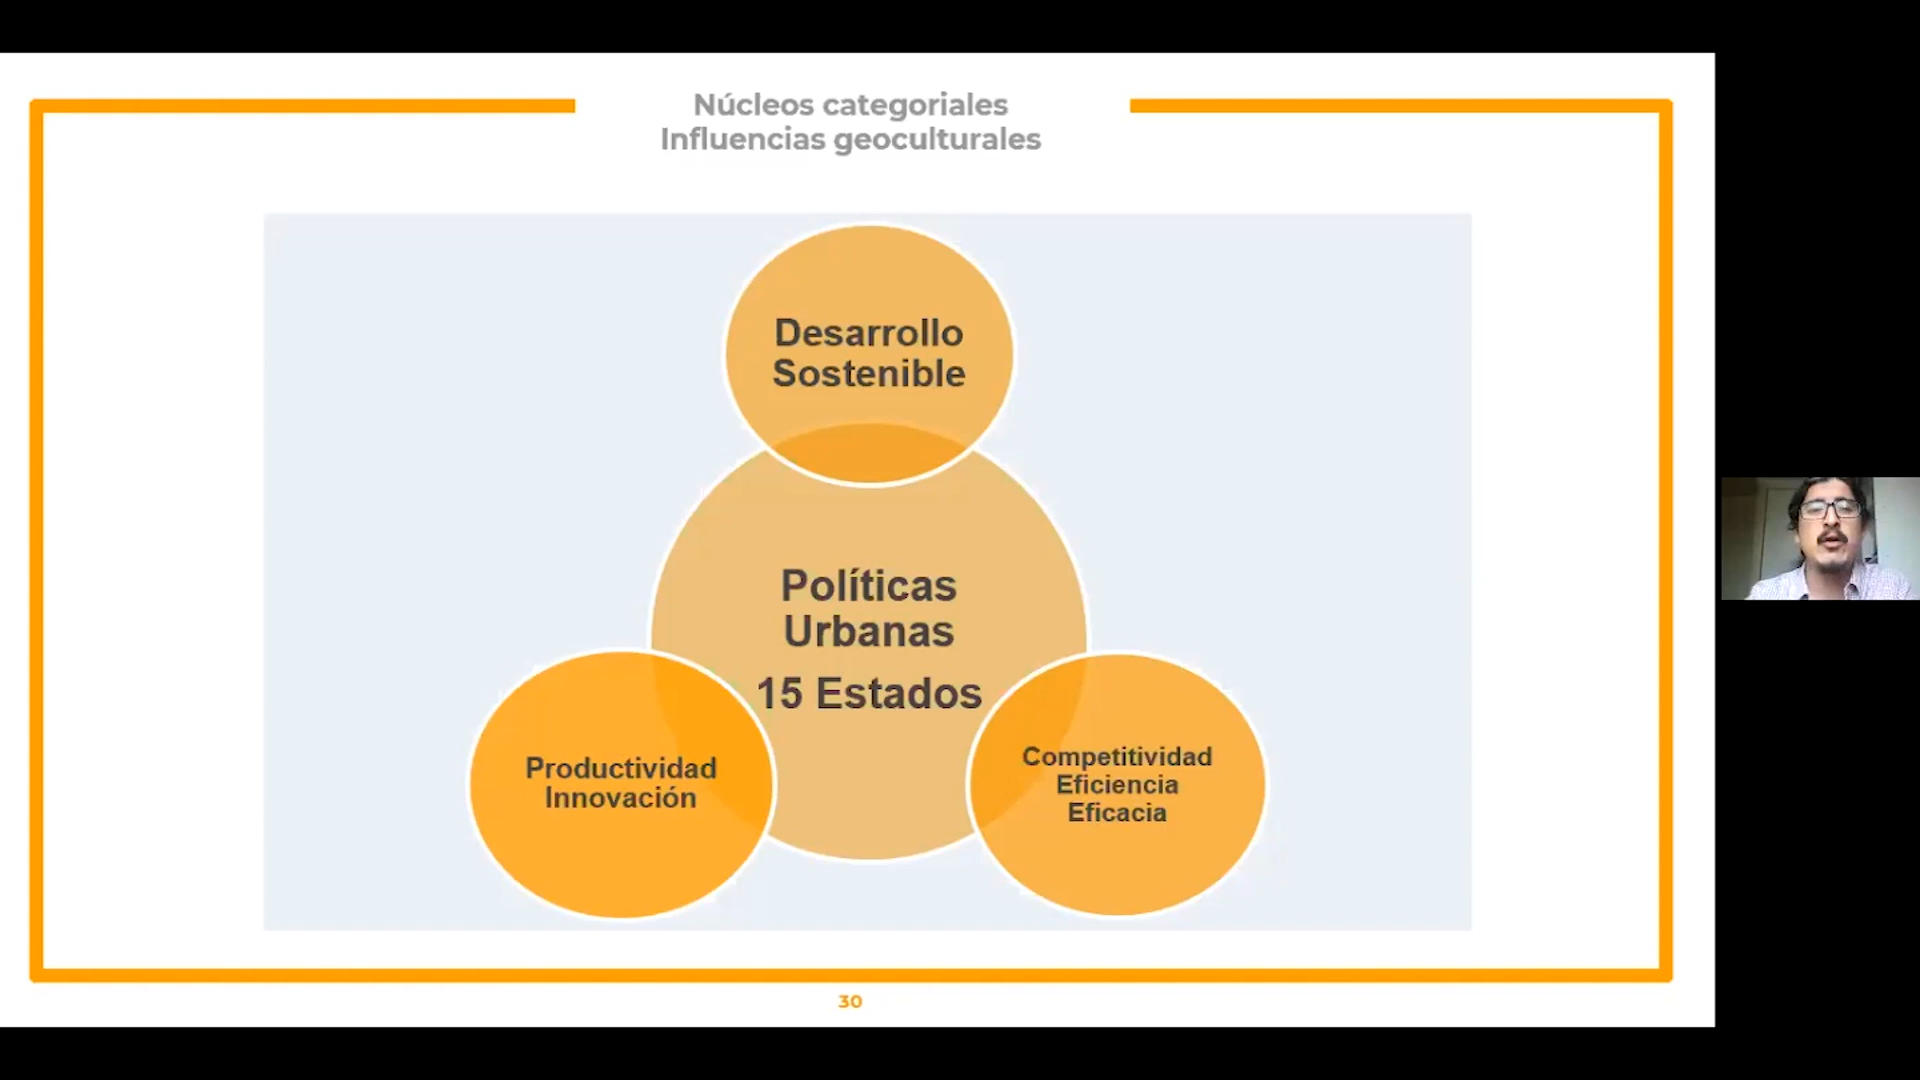 Núcleos categoriales
Influencias geoculturales
Desarrollo
Sostenible
Políticas
Urbanas
15 Estados
Productividad
Innovación
Competitividad
Eficiencia
Eficacia
30